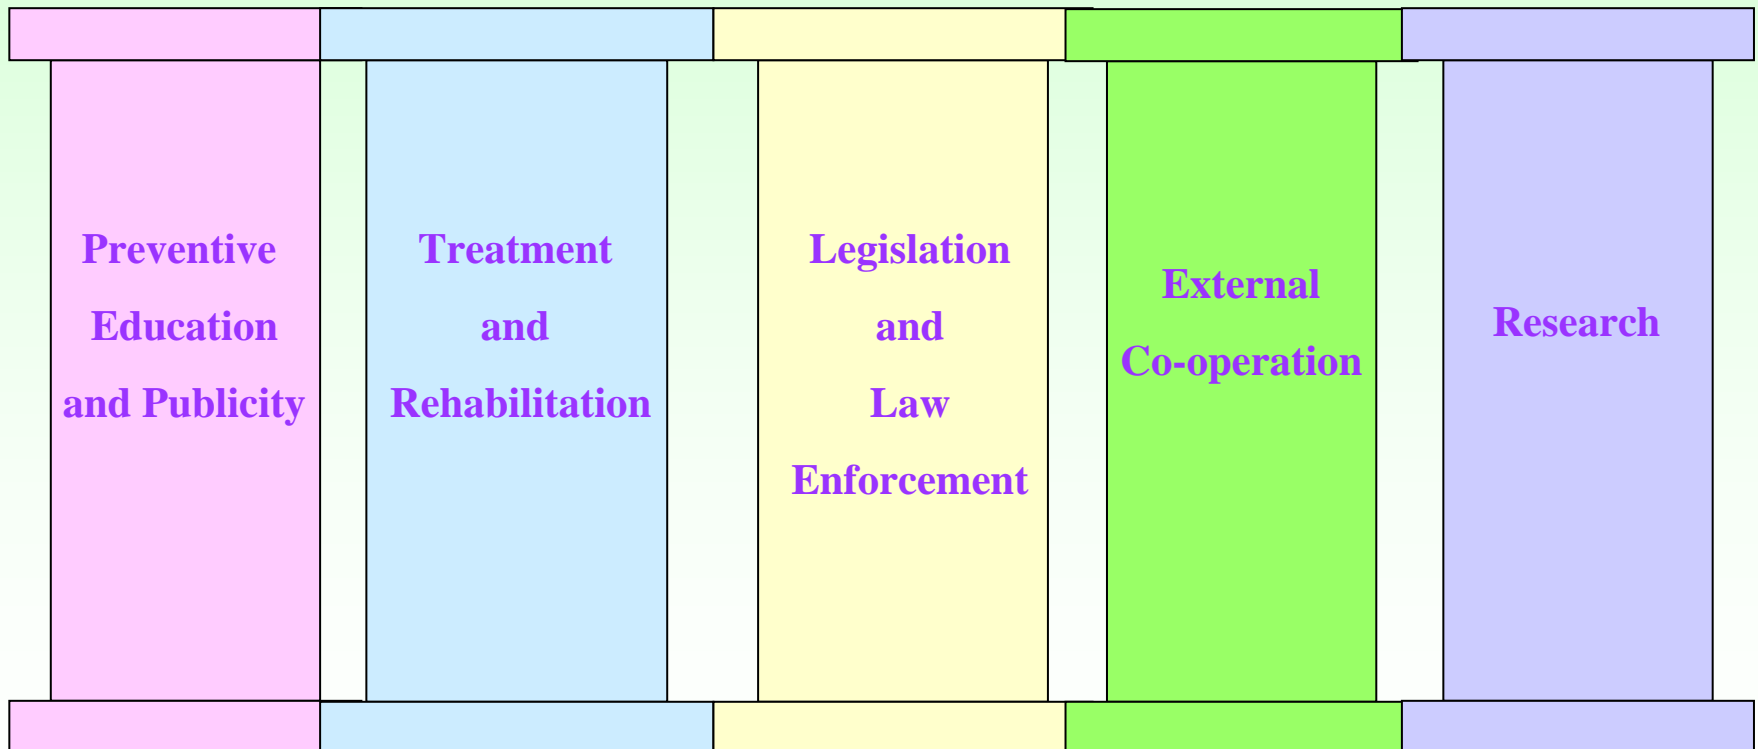 Preventive
Education
and Publicity
Treatment
and
Rehabilitation
Legislation
and
Law
Enforcement
External
Co-operation
Research